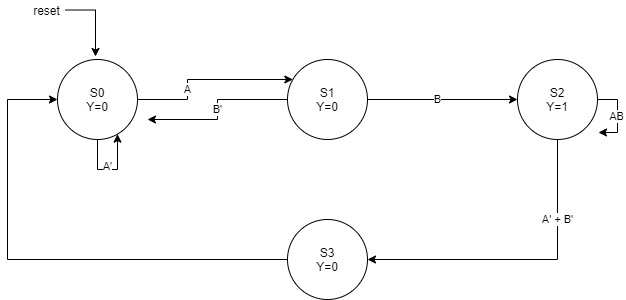 reset
S0
Y=0
A
B'
S1
Y=0
B
S2
Y=1
AB
A'
A' + B'
S3
Y=0